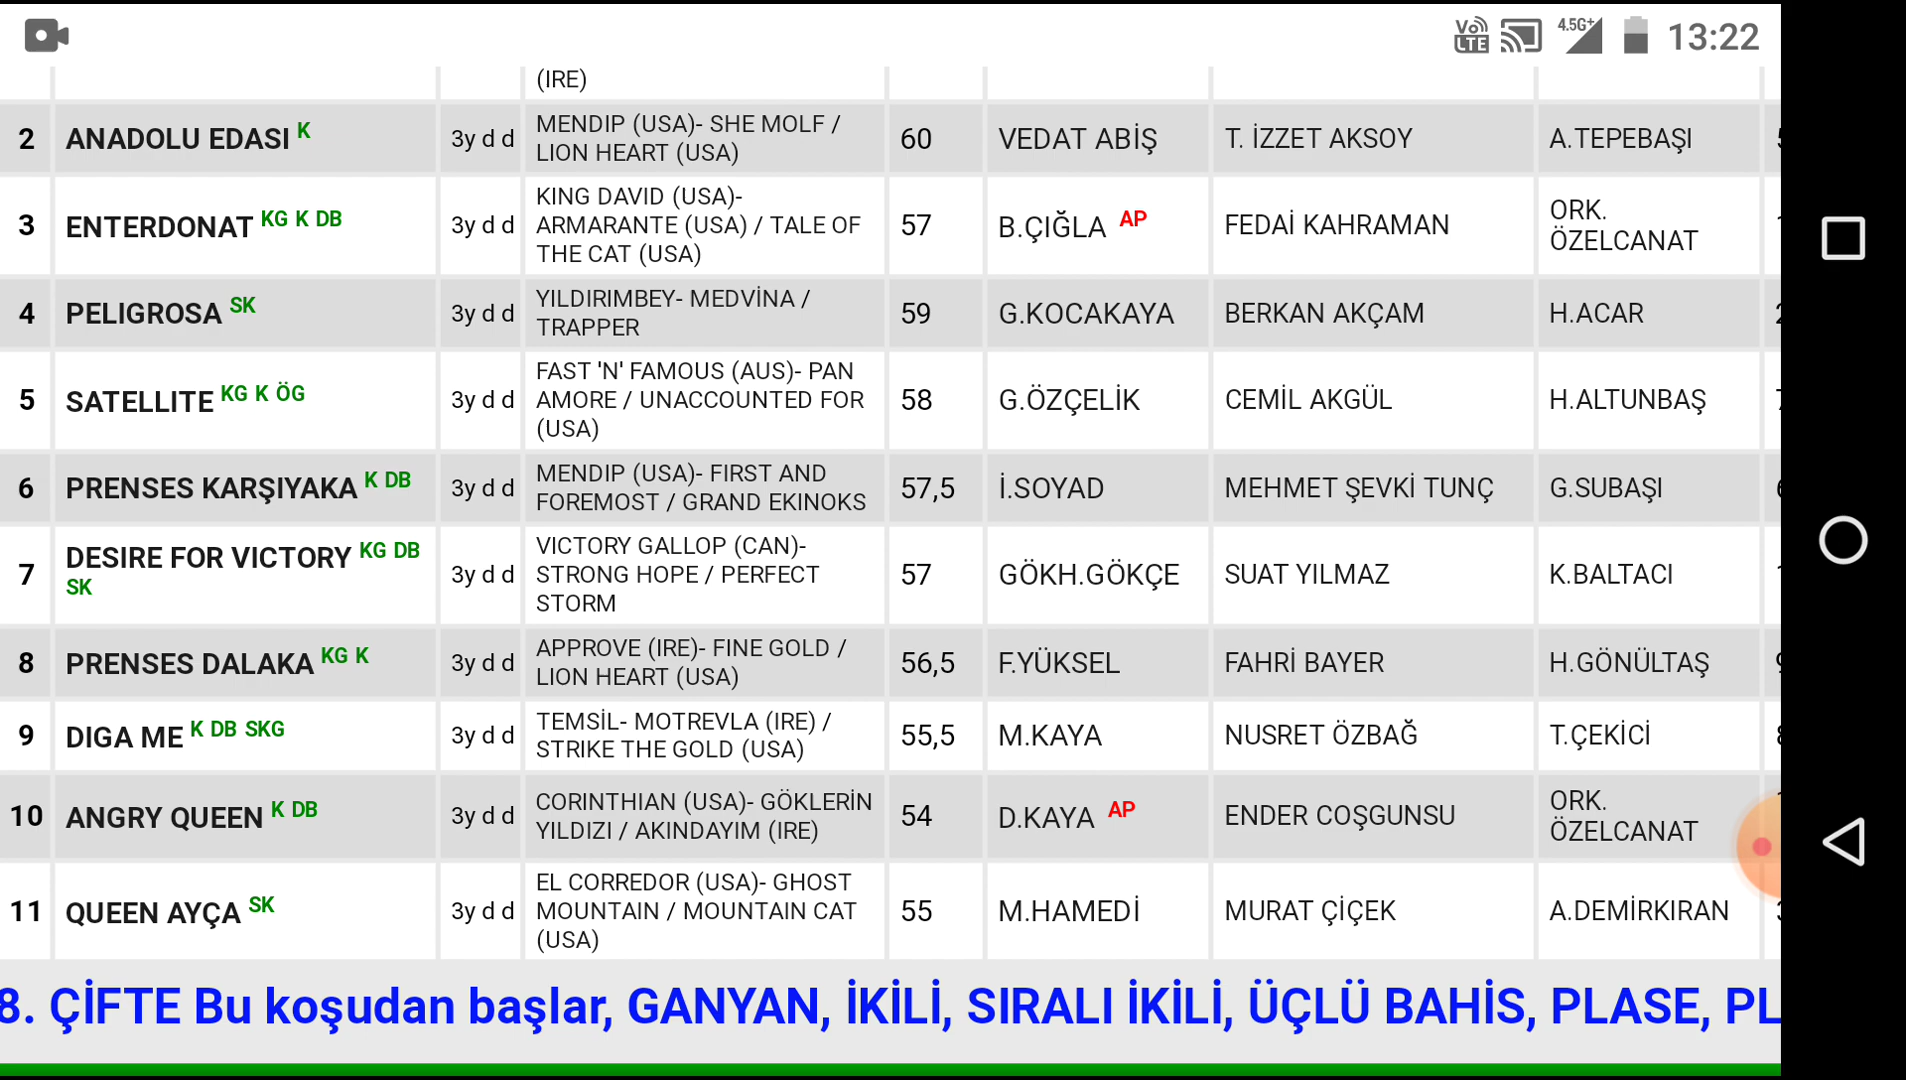 Vo LTE 4.5G+ 13:22
(IRE)
2 ANADOLU EDASI K 3y d d MENDIP (USA)- SHE MOLF / 60 VEDAT ABİŞ T. İZZET AKSOY A.TEPEBAŞI
LION HEART (USA)
3 ENTERDONAT KG K DB 3y d d KING DAVID (USA)- 57 B.ÇIĞLA AP FEDAİ KAHRAMAN ORK.
ARMARANTE (USA) / TALE OF ÖZELCANAT
THE CAT (USA)
4 PELIGROSA SK 3y d d YILDIRIMBEY- MEDVİNA / 59 G.KOCAKAYA BERKAN AKÇAM H.ACAR
TRAPPER
5 SATELLITE KG K ÖG 3y d d FAST 'N' FAMOUS (AUS)- PAN 58 G.ÖZÇELİK CEMİL AKGÜL H.ALTUNBAŞ
AMORE / UNACCOUNTED FOR
(USA)
6 PRENSES KARŞIYAKA K DB 3y d d MENDIP (USA)- FIRST AND 57,5 İ.SOYAD MEHMET ŞEVKİ TUNÇ G.SUBAŞI
FOREMOST / GRAND EKINOKS
7 DESIRE FOR VICTORY KG DB 3y d d VICTORY GALLOP (CAN)- 57 GÖKH.GÖKÇE SUAT YILMAZ K.BALTACI
SK STRONG HOPE / PERFECT
STORM
8 PRENSES DALAKA KG K 3y d d APPROVE (IRE)- FINE GOLD / 56,5 F.YÜKSEL FAHRİ BAYER H.GÖNÜLTAŞ
LION HEART (USA)
9 DIGA ME K DB SKG 3y d d TEMSİL- MOTREVLA (IRE) / 55,5 M.KAYA NUSRET ÖZBAĞ T.ÇEKİCİ
STRIKE THE GOLD (USA)
10 ANGRY QUEEN K DB 3y d d CORINTHIAN (USA)- GÖKLERİN 54 D.KAYA AP ENDER COŞGUNSU ORK.
YILDIZI / AKINDAYIM (IRE) ÖZELCANAT
11 QUEEN AYÇA SK 3y d d EL CORREDOR (USA)- GHOST 55 M.HAMEDİ MURAT ÇİÇEK A.DEMİRKIRAN
MOUNTAIN / MOUNTAIN CAT
(USA)
8. ÇİFTE Bu koşudan başlar, GANYAN, İKİLİ, SIRALI İKİLİ, ÜÇLÜ BAHİS, PLASE, PL